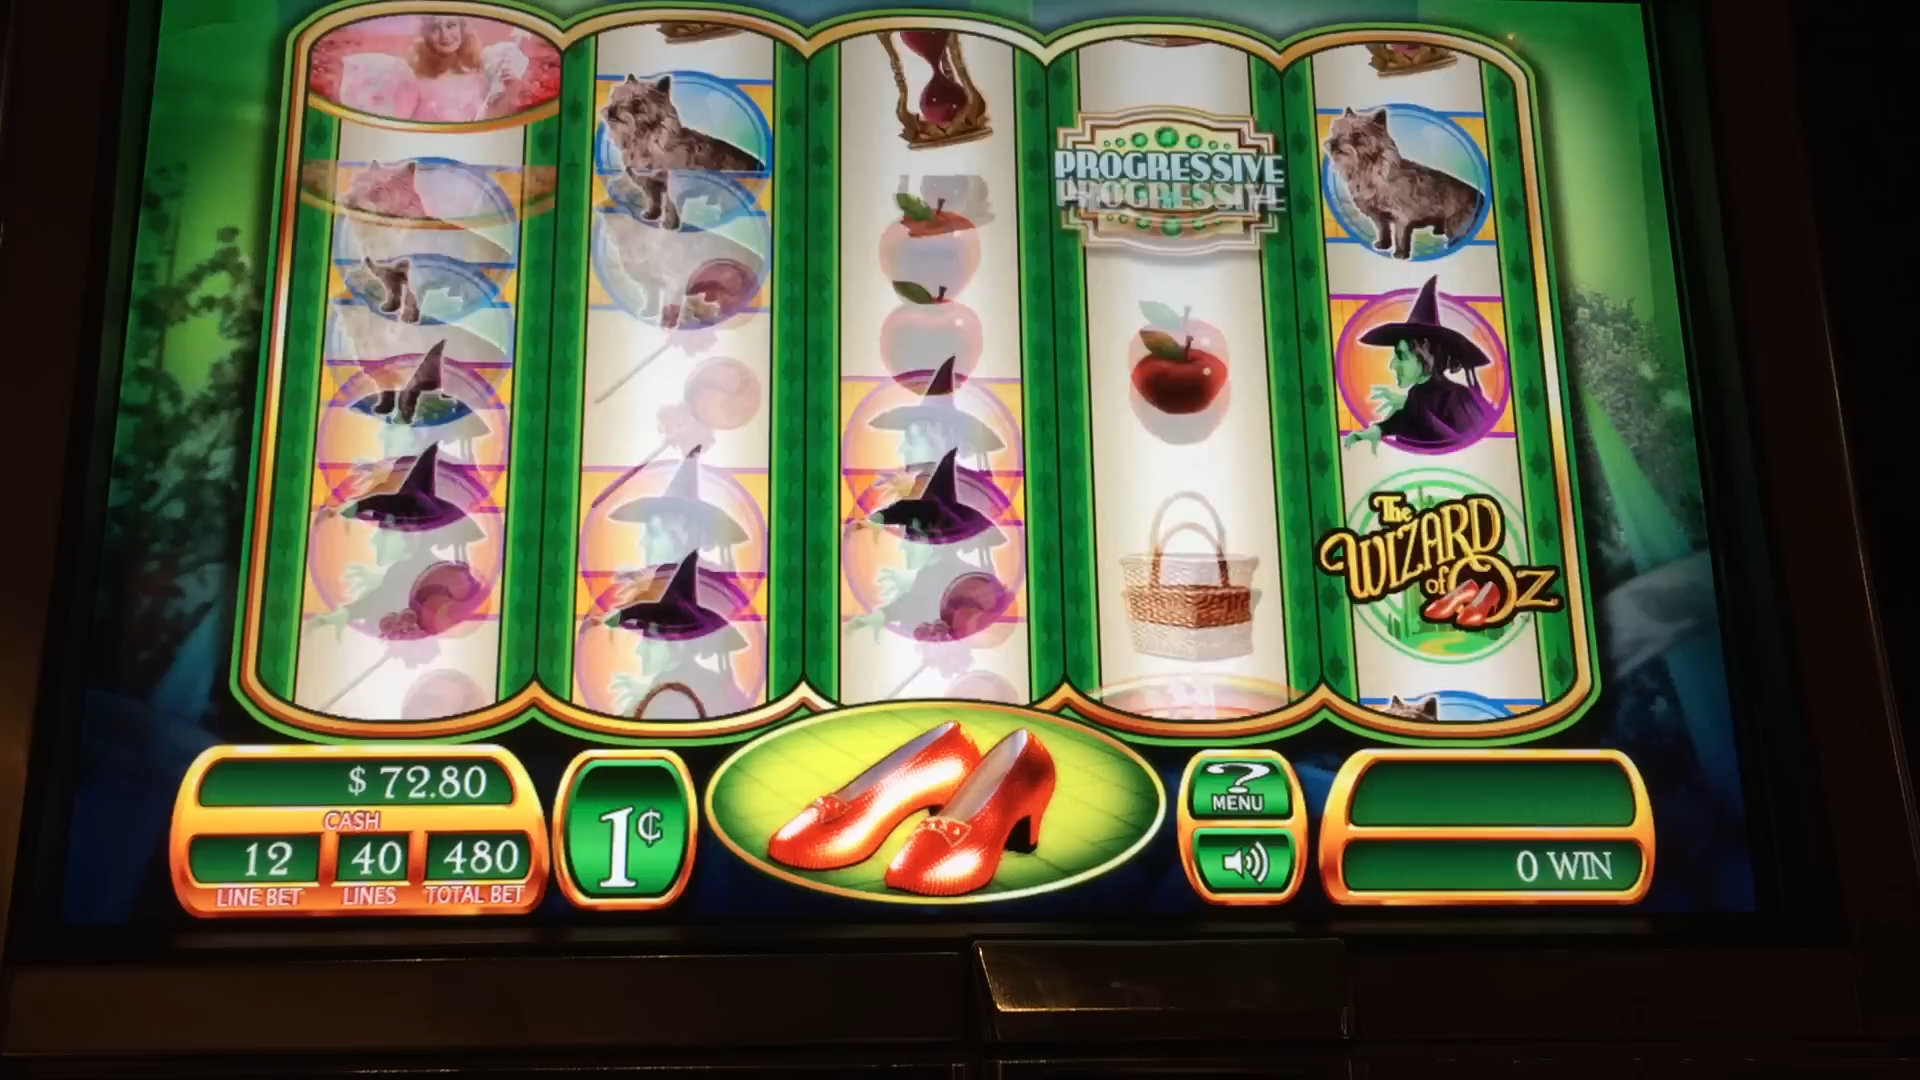 PROGRESSIVE
PROGRESSIVE
The
WIZARD
of OZ
$ 72.80
CASH
12
40
480
LINE BET
LINES
TOTAL BET
1¢
?
MENU
0 WIN